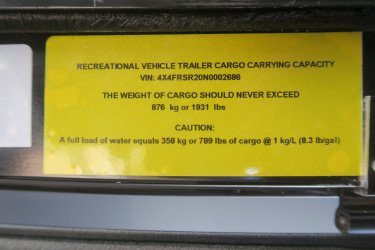 RECREATIONAL VEHICLE TRAILER CARGO CARRYING CAPACITY
VIN: 4X4FRSR20N0002686
THE WEIGHT OF CARGO SHOULD NEVER EXCEED
876 kg or 1931 lbs
CAUTION:
A full load of water equals 358 kg or 789 lbs of cargo @ 1 kg/L (8.3 lb/gal)